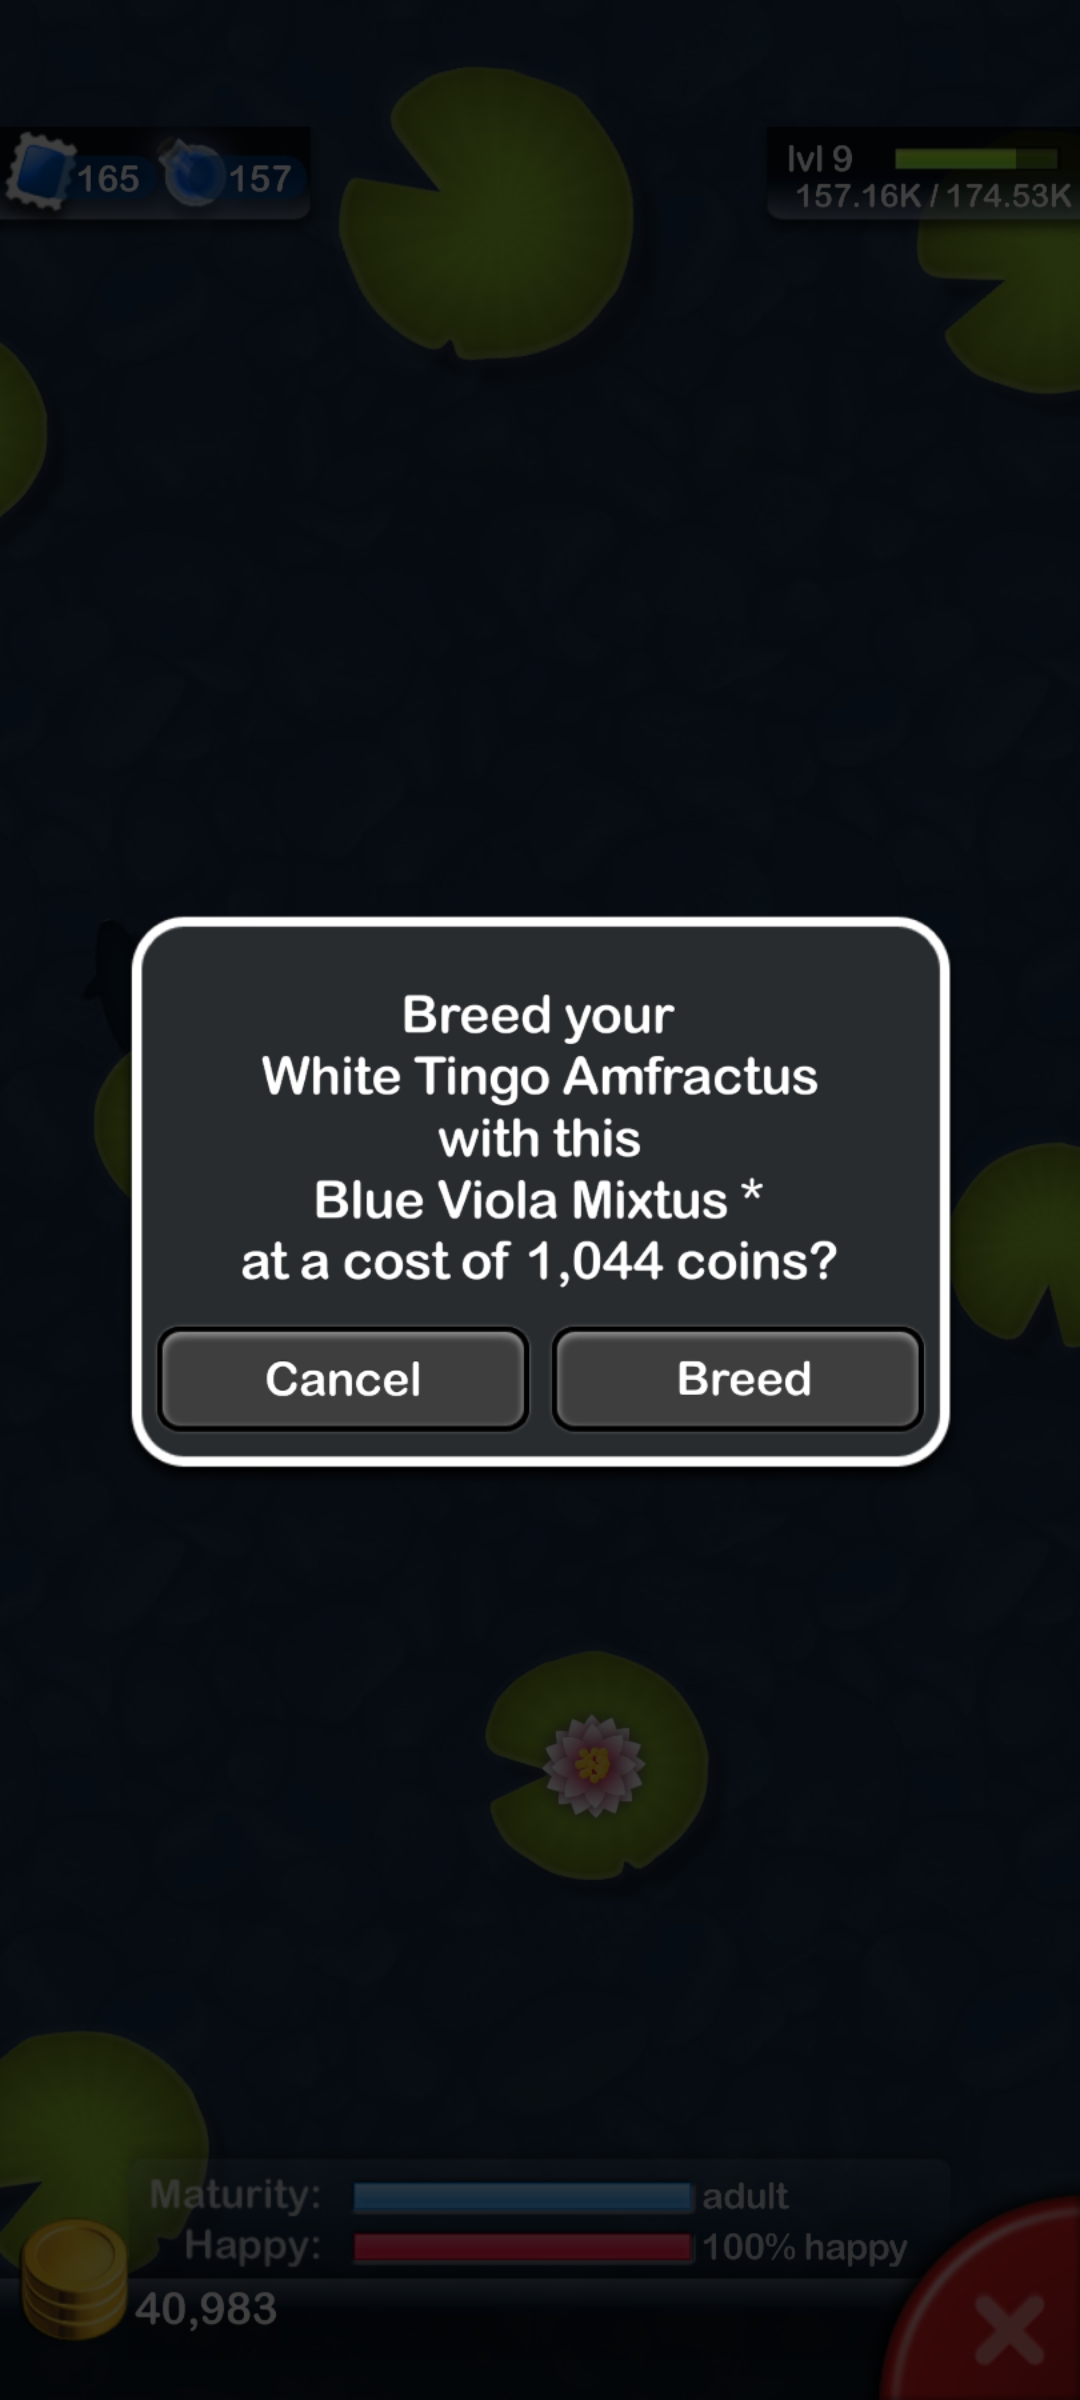 165 157
lvl 9
157.16K / 174.53K
Breed your
White Tingo Amfractus
with this
Blue Viola Mixtus *
at a cost of 1,044 coins?
Cancel Breed
Maturity: adult
Happy: 100% happy
40,983